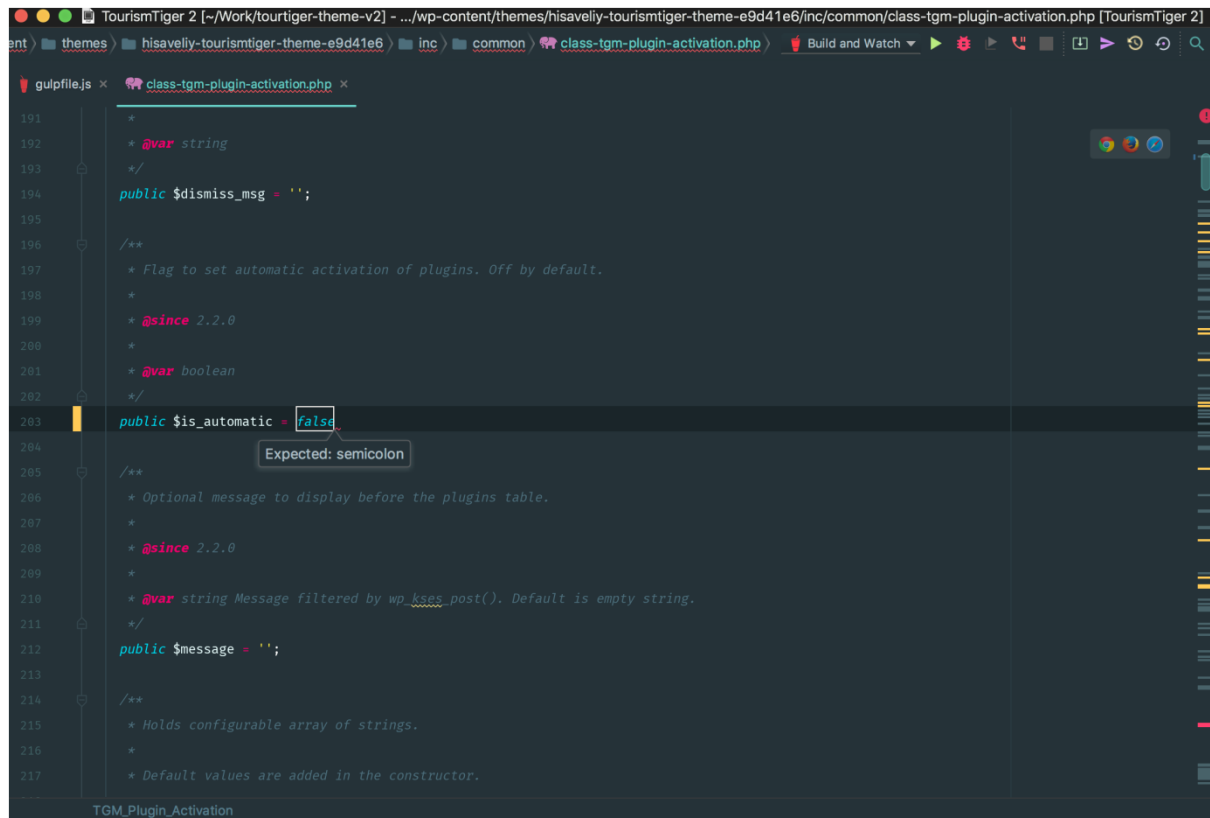 TourismTiger 2 [~/Work/tourtiger-theme-v2] - .../wp-content/themes/hisaveliy-tourismtiger-theme-e9d41e6/inc/common/class-tgm-plugin-activation.php [TourismTiger 2]
ent themes hisaveliy-tourismtiger-theme-e9d41e6 inc common class-tgm-plugin-activation.php Build and Watch
gulpfile.js × class-tgm-plugin-activation.php ×
191 *
192 * @var string
193 */
194 public $dismiss_msg = '';
195
196 /**
197 * Flag to set automatic activation of plugins. Off by default.
198 *
199 * @since 2.2.0
200 *
201 * @var boolean
202 */
203 public $is_automatic = false
Expected: semicolon
204
205 /**
206 * Optional message to display before the plugins table.
207 *
208 * @since 2.2.0
209 *
210 * @var string Message filtered by wp_kses_post(). Default is empty string.
211 */
212 public $message = '';
213
214 /**
215 * Holds configurable array of strings.
216 *
217 * Default values are added in the constructor.
TGM_Plugin_Activation